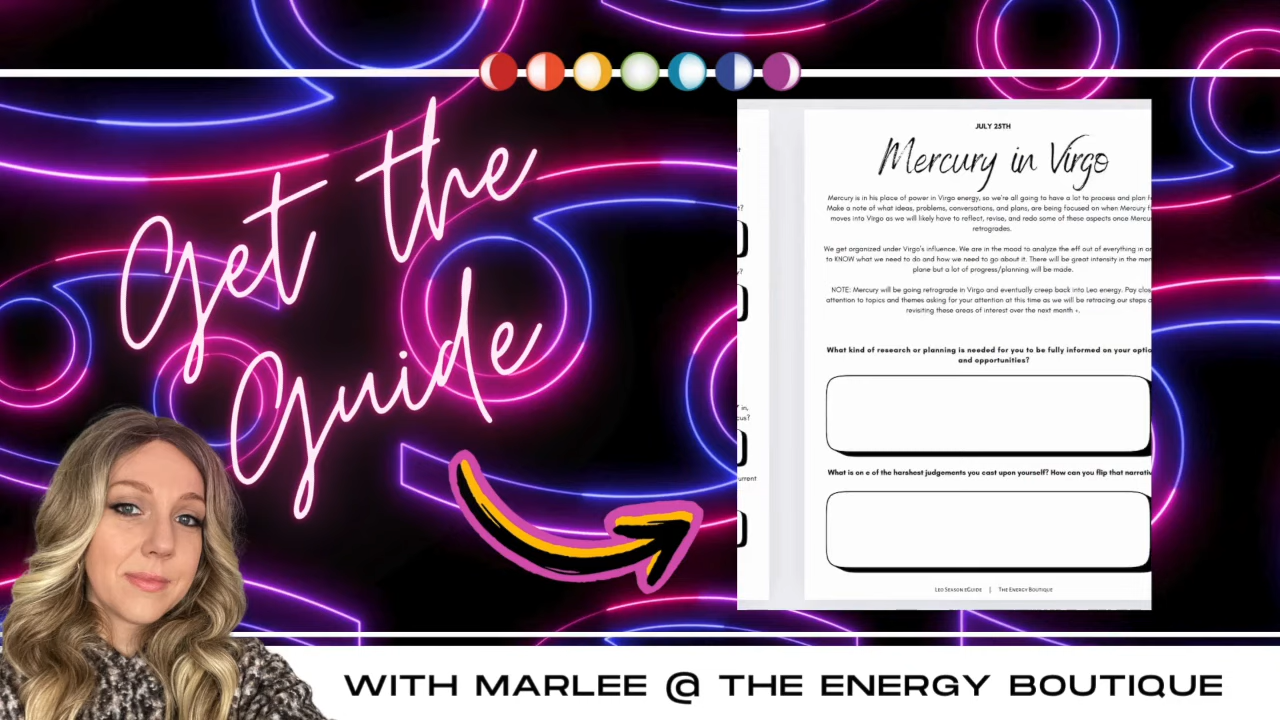 Get the
Guide
t
?
y?
" in,
cus?
urrent
JULY 25TH
Mercury in Virgo
Mercury is in his place of power in Virgo energy, so we're all going to have a lot to process and plan
Make a note of what ideas, problems, conversations, and plans, are being focused on when Mercury
moves into Virgo as we will likely have to reflect, revise, and redo some of these aspects once Mercu
retrogrades.
We get organized under Virgo's influence. We are in the mood to analyze the eff out of everything in or
to KNOW what we need to do and how we need to go about it. There will be great intensity in the men
plane but a lot of progress/planning will be made.
NOTE: Mercury will be going retrograde in Virgo and eventually creep back into Leo energy. Pay clos
attention to topics and themes asking for your attention at this time as we will be retracing our steps
revisiting these areas of interest over the next month +.
What kind of research or planning is needed for you to be fully informed on your optio
and opportunities?
What is on e of the harshest judgements you cast upon yourself? How can you flip that narrativ
LEO SEASON EGUIDE | THE ENERGY BOUTIQUE
WITH MARLEE @ THE ENERGY BOUTIQUE